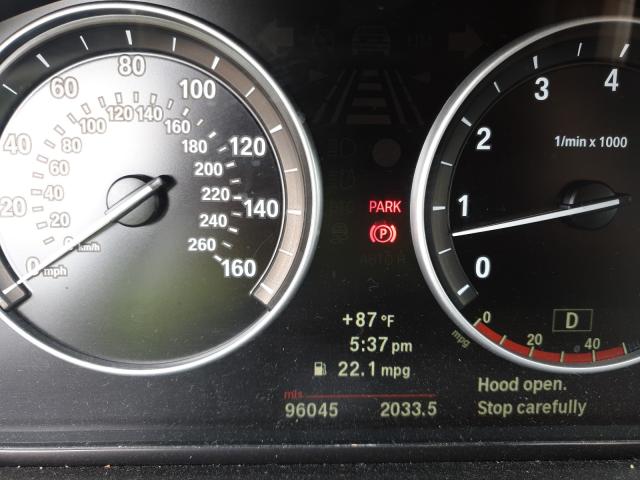 80
60 100
40 120
20 140
0 mph 160
100 120 140
80 160
60 180
40 200
20 220
0 km/h 240
260
PARK
P
+87 °F
5:37 pm
22.1 mpg
mls
96045 2033.5
4
3
2
1/min x 1000
1
0
D
0
mpg 20 40
Hood open.
Stop carefully